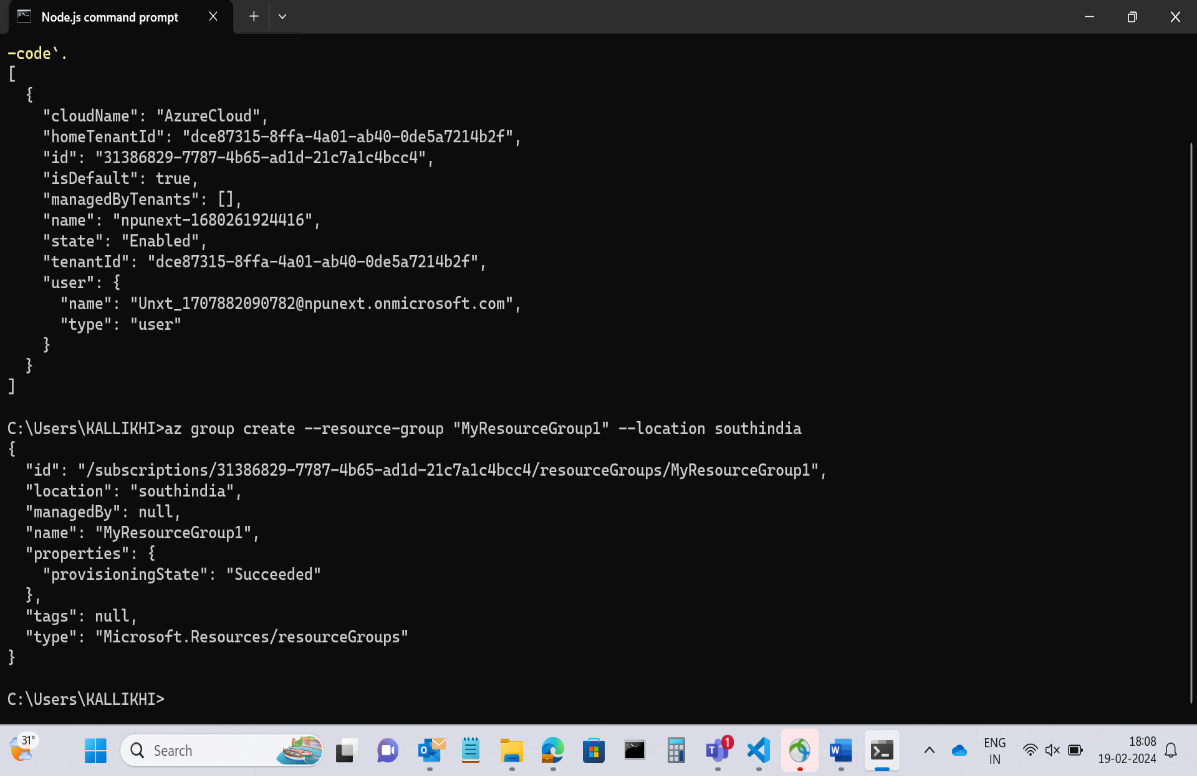 Node.js command prompt
-code`.
[
  {
    "cloudName": "AzureCloud",
    "homeTenantId": "dce87315-8ffa-4a01-ab40-0de5a7214b2f",
    "id": "31386829-7787-4b65-ad1d-21c7a1c4bcc4",
    "isDefault": true,
    "managedByTenants": [],
    "name": "npunext-1680261924416",
    "state": "Enabled",
    "tenantId": "dce87315-8ffa-4a01-ab40-0de5a7214b2f",
    "user": {
      "name": "Unxt_1707882090782@npunext.onmicrosoft.com",
      "type": "user"
    }
  }
]
C:\Users\KALLIKHI>az group create --resource-group "MyResourceGroup1" --location southindia
{
  "id": "/subscriptions/31386829-7787-4b65-ad1d-21c7a1c4bcc4/resourceGroups/MyResourceGroup1",
  "location": "southindia",
  "managedBy": null,
  "name": "MyResourceGroup1",
  "properties": {
    "provisioningState": "Succeeded"
  },
  "tags": null,
  "type": "Microsoft.Resources/resourceGroups"
}
C:\Users\KALLIKHI>
31°
Search
1
ENG
IN
18:08
19-02-2024